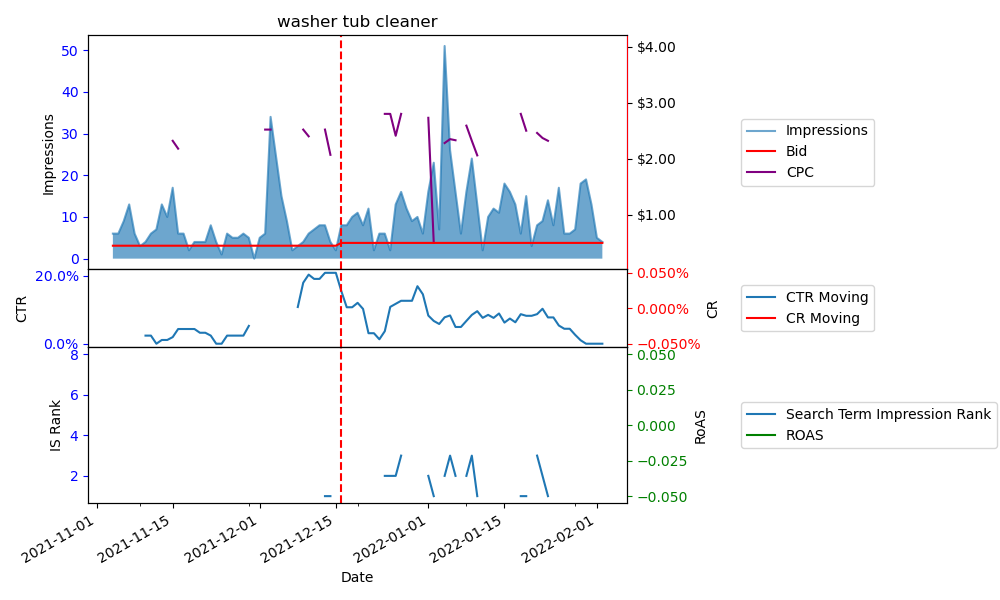 washer tub cleaner
50
40
30
20
10
0
Impressions
$4.00
$3.00
$2.00
$1.00
Impressions
Bid
CPC
20.0%
0.0%
CTR
0.050%
0.000%
−0.050%
CR
CTR Moving
CR Moving
8
6
4
2
IS Rank
0.050
0.025
0.000
−0.025
−0.050
RoAS
Search Term Impression Rank
ROAS
2021-11-01
2021-11-15
2021-12-01
2021-12-15
2022-01-01
2022-01-15
2022-02-01
Date